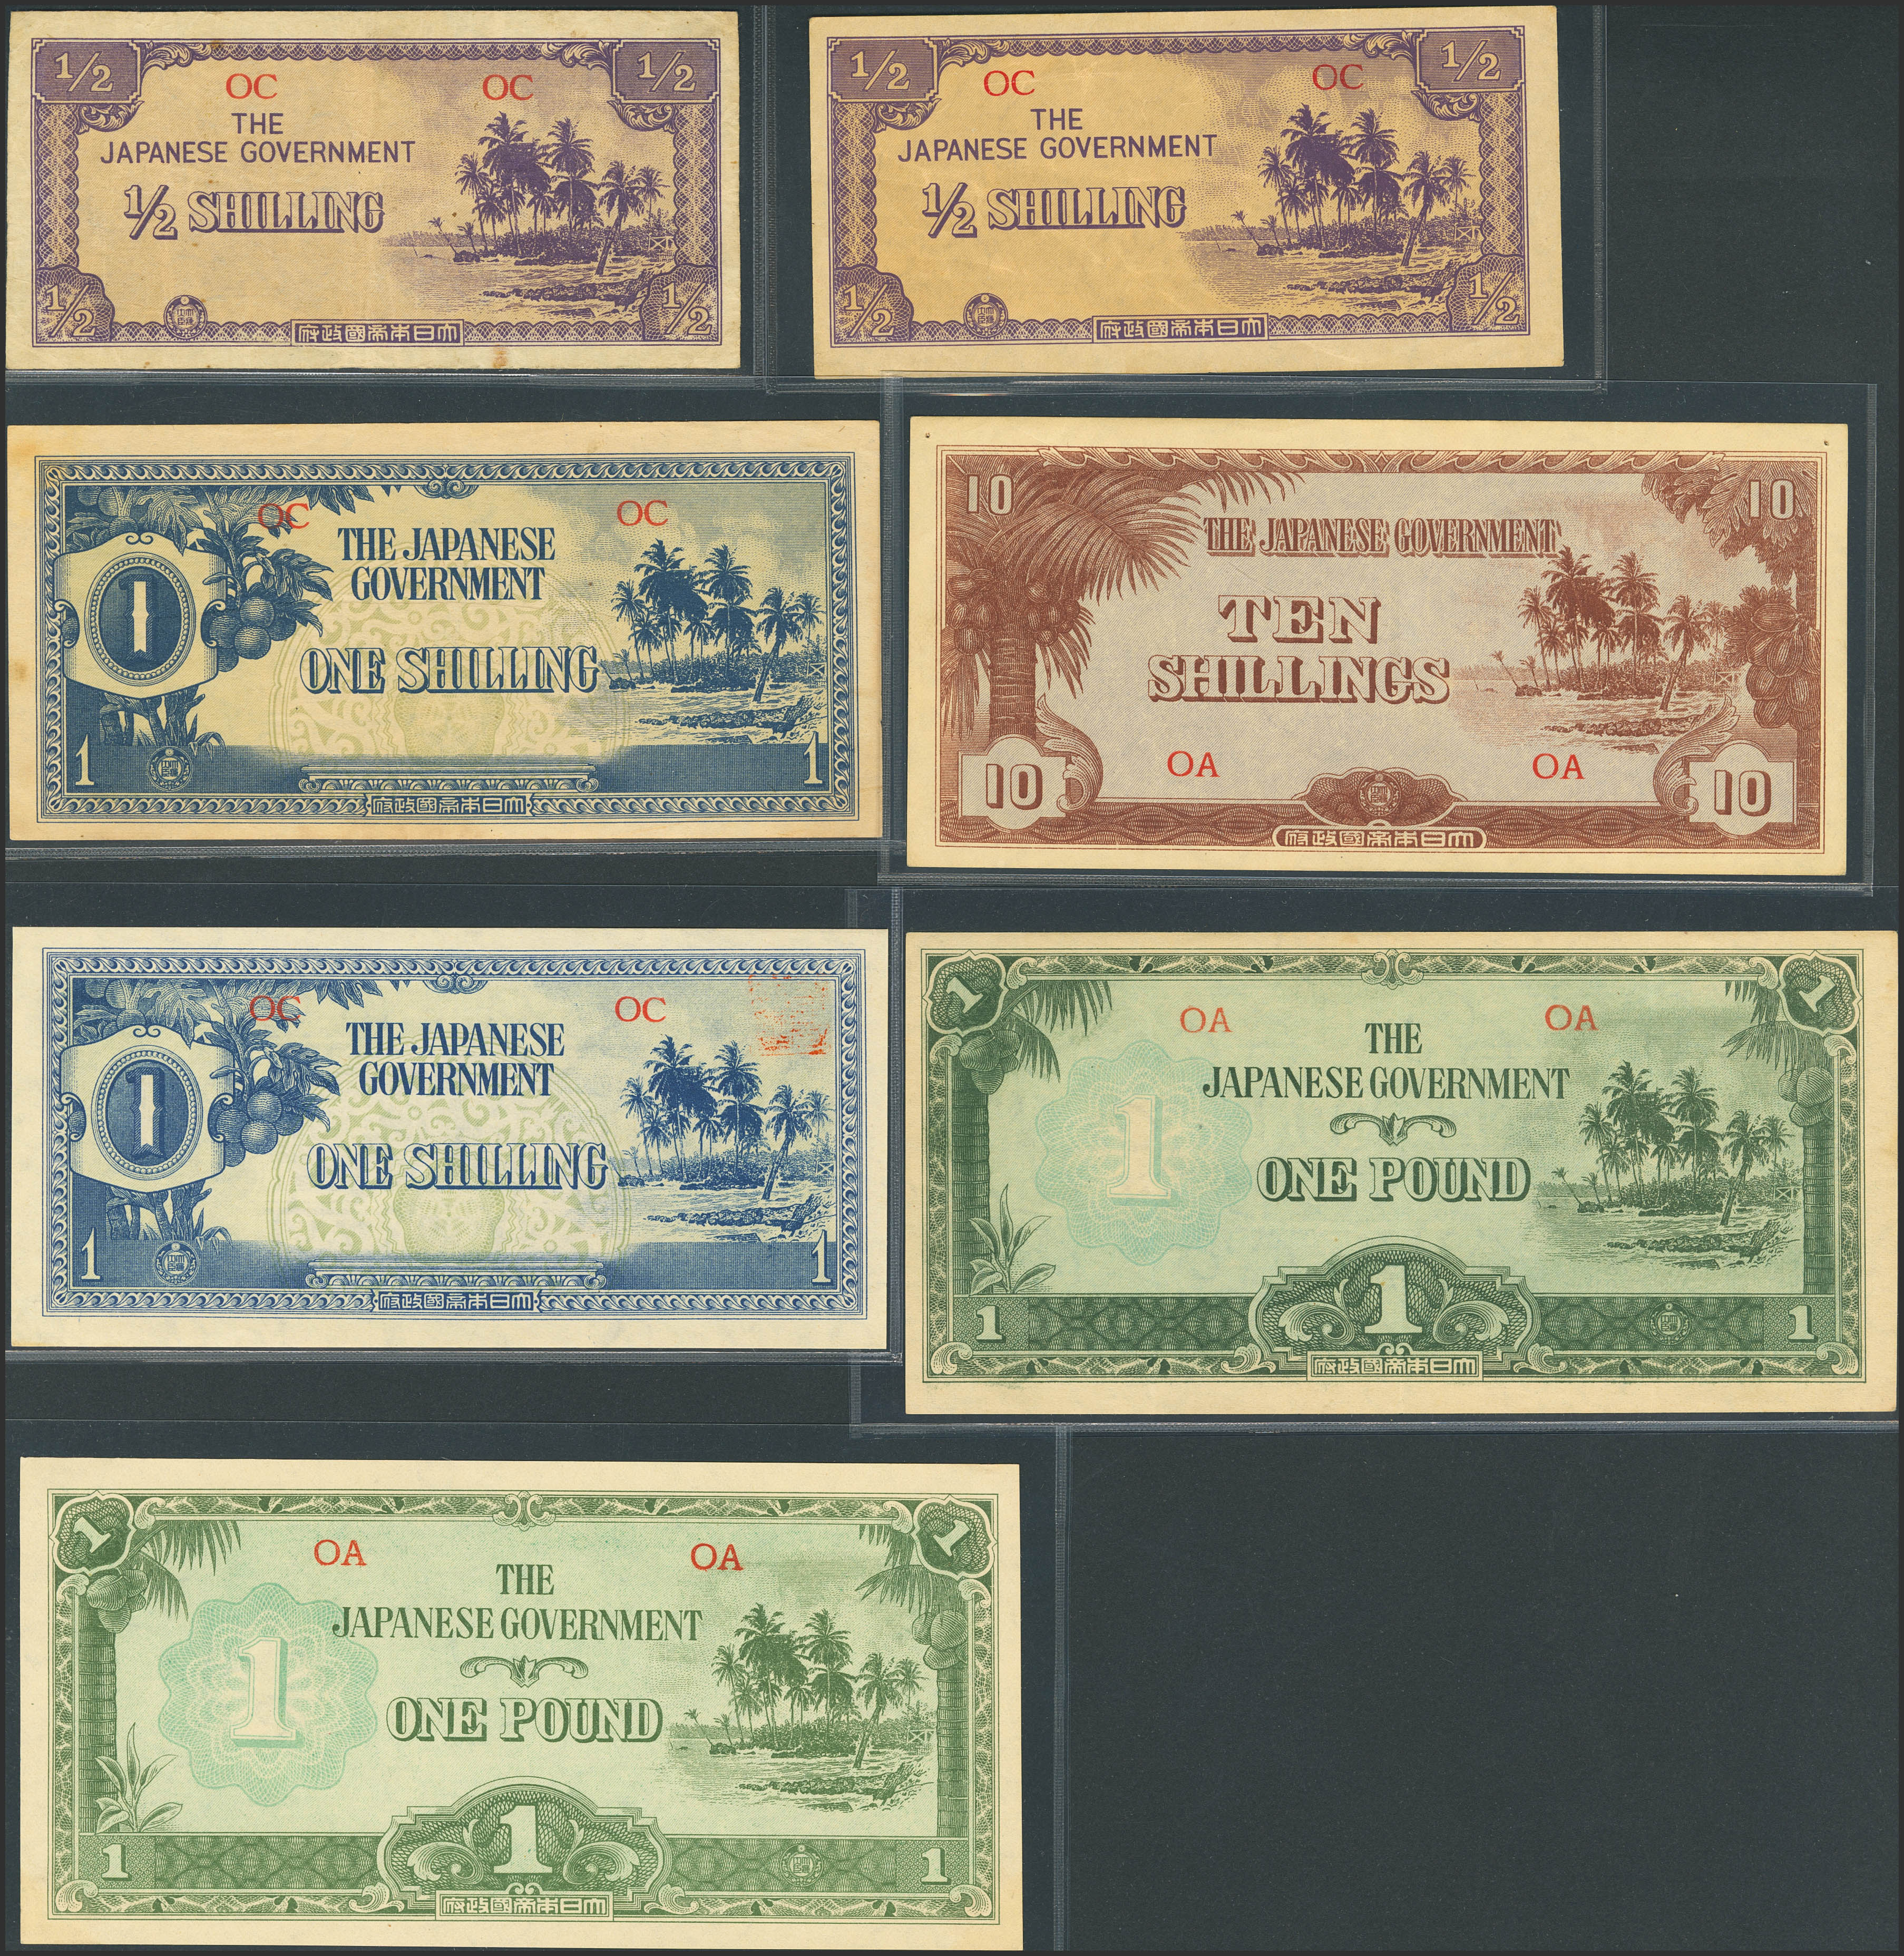 1/2 1/2
OC OC
THE
JAPANESE GOVERNMENT
1/2 SHILLING
1/2 1/2
府政國帝本日大
1/2 1/2
OC OC
THE
JAPANESE GOVERNMENT
1/2 SHILLING
1/2 1/2
府政國帝本日大
OC OC
THE JAPANESE
GOVERNMENT
1
ONE SHILLING
1 1
府政國帝本日大
10 10
THE JAPANESE GOVERNMENT
TEN
SHILLINGS
OA OA
10 10
府政國帝本日大
OC OC
THE JAPANESE
GOVERNMENT
1
ONE SHILLING
1 1
府政國帝本日大
1 1
OA OA
THE
JAPANESE GOVERNMENT
1
ONE POUND
1 1 1
府政國帝本日大
1 1
OA OA
THE
JAPANESE GOVERNMENT
1
ONE POUND
1 1 1
府政國帝本日大